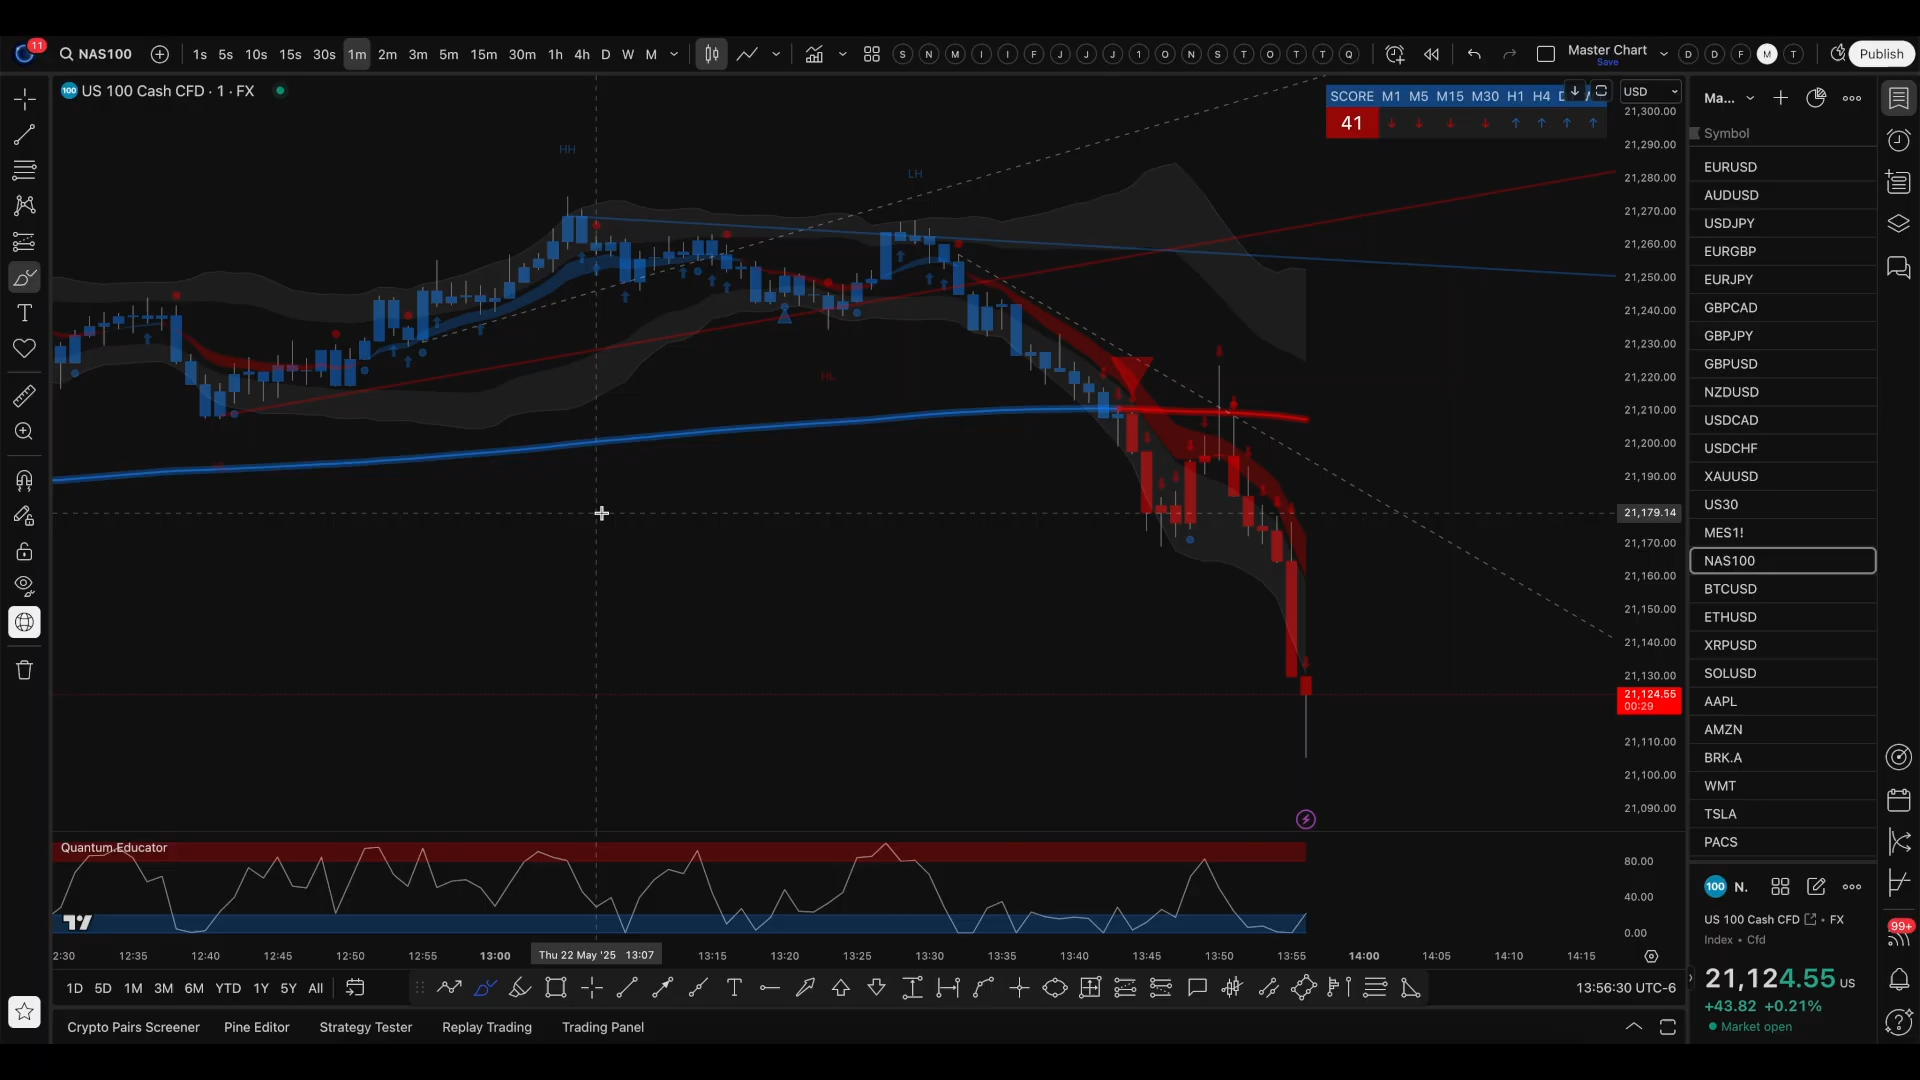 11
NAS100
1s 5s 10s 15s 30s 1m 2m 3m 5m 15m 30m 1h 4h D W M
S N M I I F J J J 1 O N S T O T T Q
Master Chart
Save
D D F M T
Publish
100 US 100 Cash CFD · 1 · FX
SCORE M1 M5 M15 M30 H1 H4
41
USD
HH
LH
HL
21,300.00
21,290.00
21,280.00
21,270.00
21,260.00
21,250.00
21,240.00
21,230.00
21,220.00
21,210.00
21,200.00
21,190.00
21,179.14
21,170.00
21,160.00
21,150.00
21,140.00
21,130.00
21,124.55
00:29
21,110.00
21,100.00
21,090.00
Quantum.Educator
80.00
40.00
0.00
2:30 12:35 12:40 12:45 12:50 12:55 13:00 Thu 22 May '25 13:07 13:15 13:20 13:25 13:30 13:35 13:40 13:45 13:50 13:55 14:00 14:05 14:10 14:15
1D 5D 1M 3M 6M YTD 1Y 5Y All
13:56:30 UTC-6
Crypto Pairs Screener Pine Editor Strategy Tester Replay Trading Trading Panel
Ma...
Symbol
EURUSD
AUDUSD
USDJPY
EURGBP
EURJPY
GBPCAD
GBPJPY
GBPUSD
NZDUSD
USDCAD
USDCHF
XAUUSD
US30
MES1!
NAS100
BTCUSD
ETHUSD
XRPUSD
SOLUSD
AAPL
AMZN
BRK.A
WMT
TSLA
PACS
100 N.
US 100 Cash CFD • FX
Index • Cfd
21,124.55 US
+43.82 +0.21%
Market open
99+